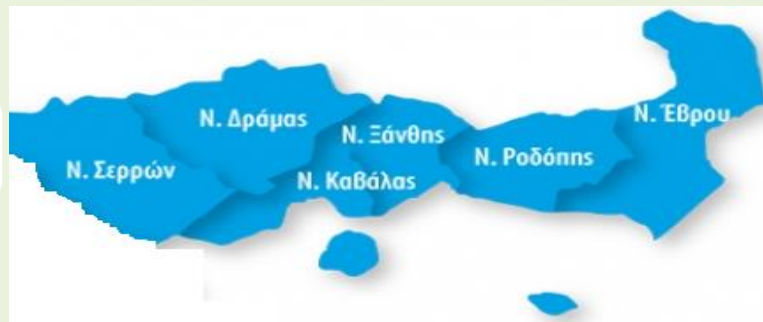 Ν. Σερρών
Ν. Δράμας
Ν. Καβάλας
Ν. Ξάνθης
Ν. Ροδόπης
Ν. Έβρου